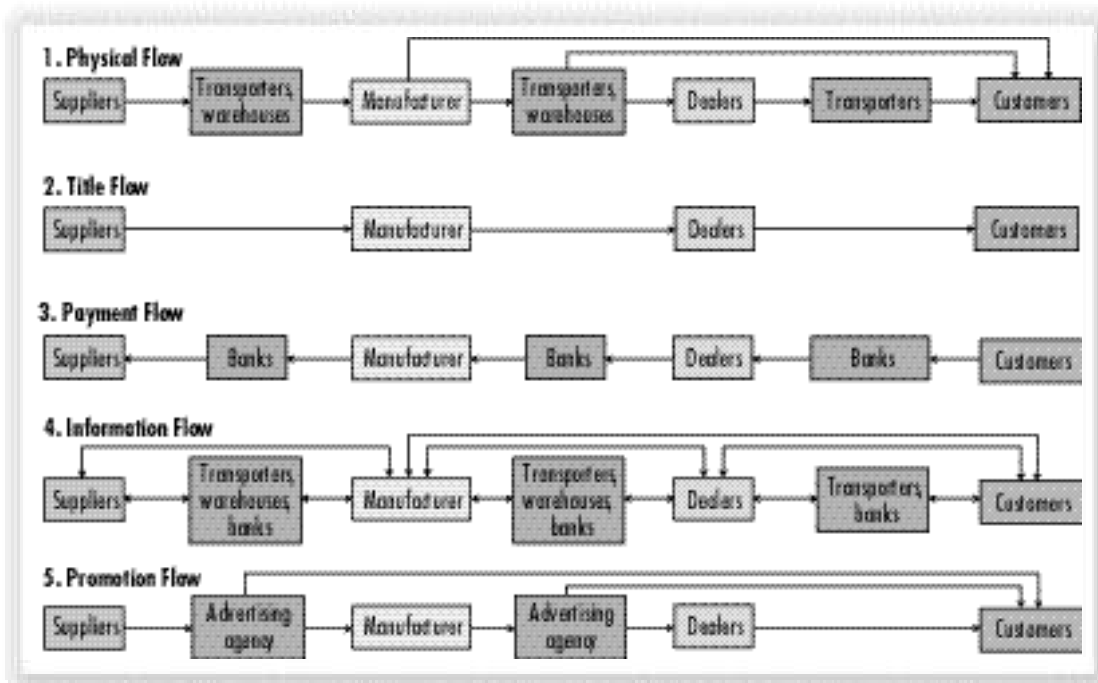 1. Physical Flow
Suppliers
Transporters,
warehouses
Manufacturer
Transporters,
warehouses
Dealers
Transporters
Customers
2. Title Flow
Suppliers
Manufacturer
Dealers
Customers
3. Payment Flow
Suppliers
Banks
Manufacturer
Banks
Dealers
Banks
Customers
4. Information Flow
Suppliers
Transporters,
warehouses,
banks
Manufacturer
Transporters,
warehouses,
banks
Dealers
Transporters,
banks
Customers
5. Promotion Flow
Suppliers
Advertising
agency
Manufacturer
Advertising
agency
Dealers
Customers